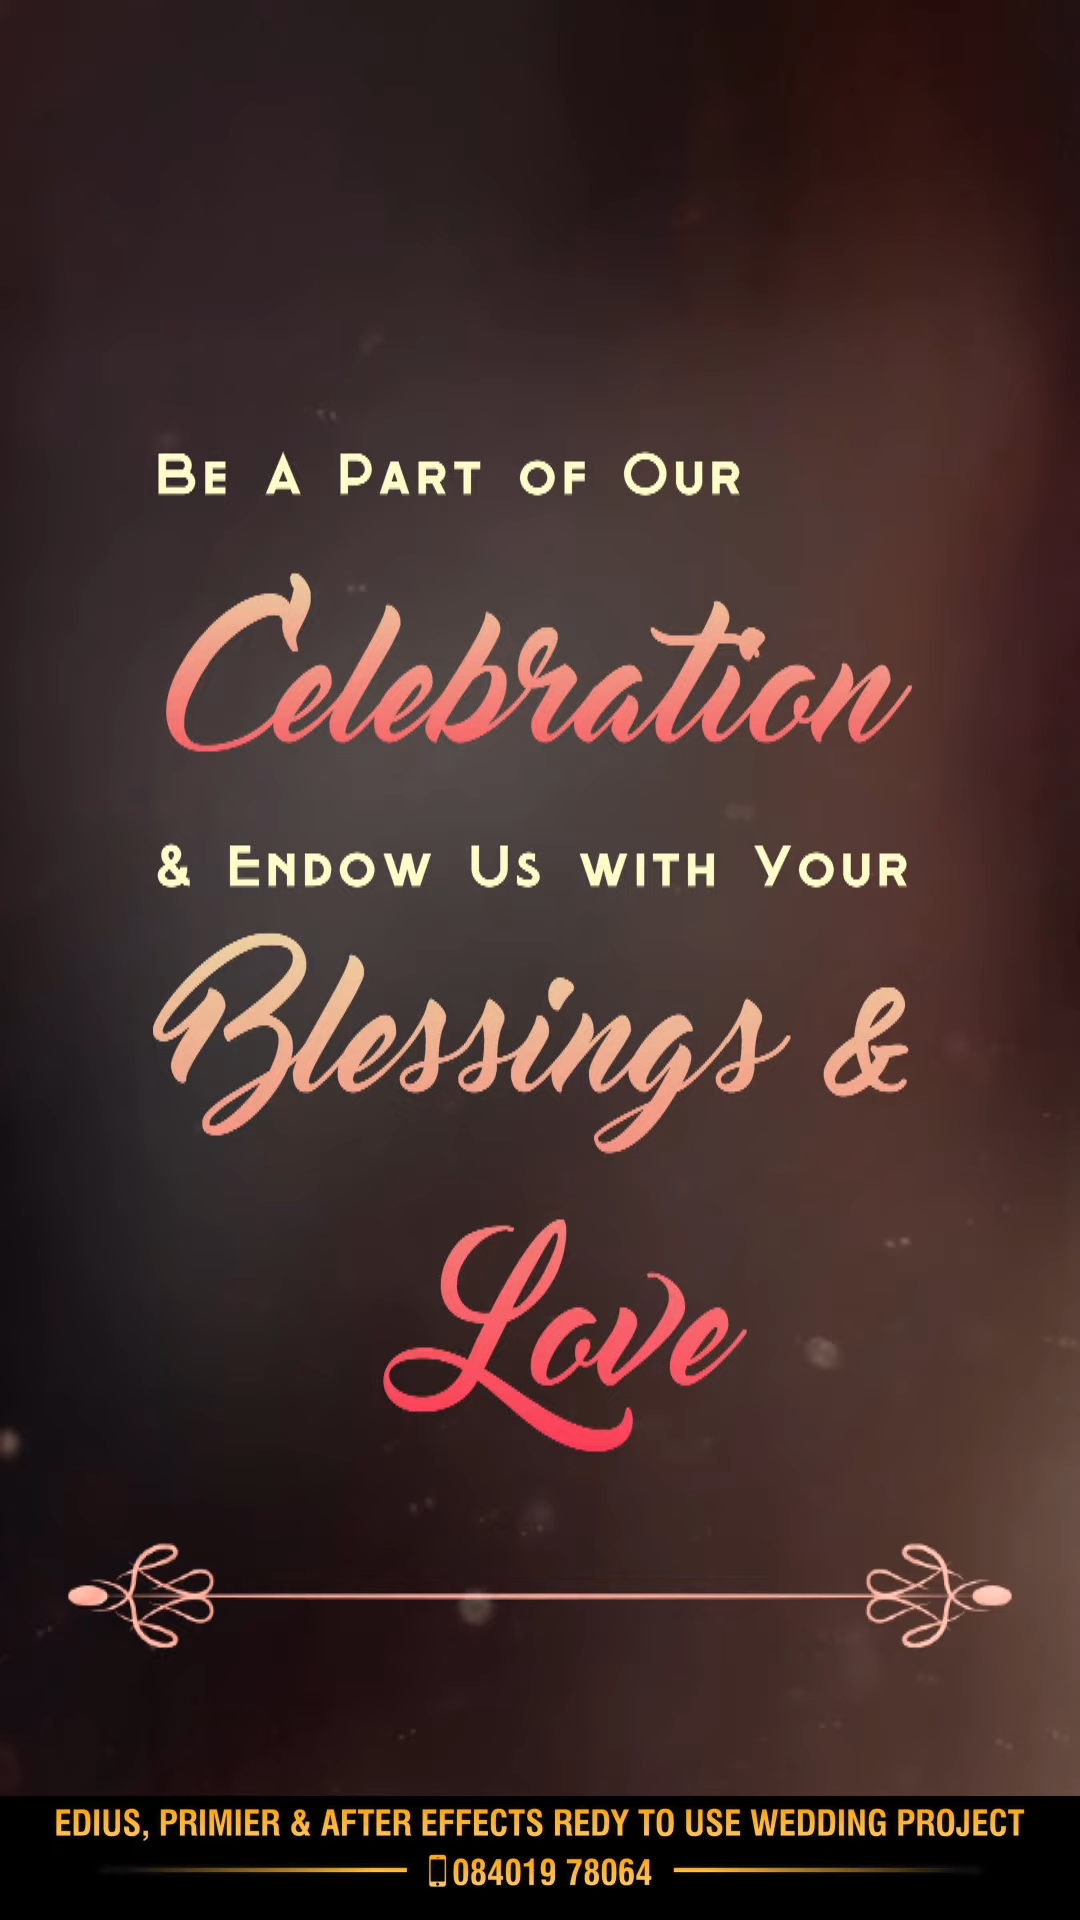 Be A Part of Our
Celebration
& Endow Us with Your
Blessings &
Love
EDIUS, PRIMIER & AFTER EFFECTS REDY TO USE WEDDING PROJECT
084019 78064